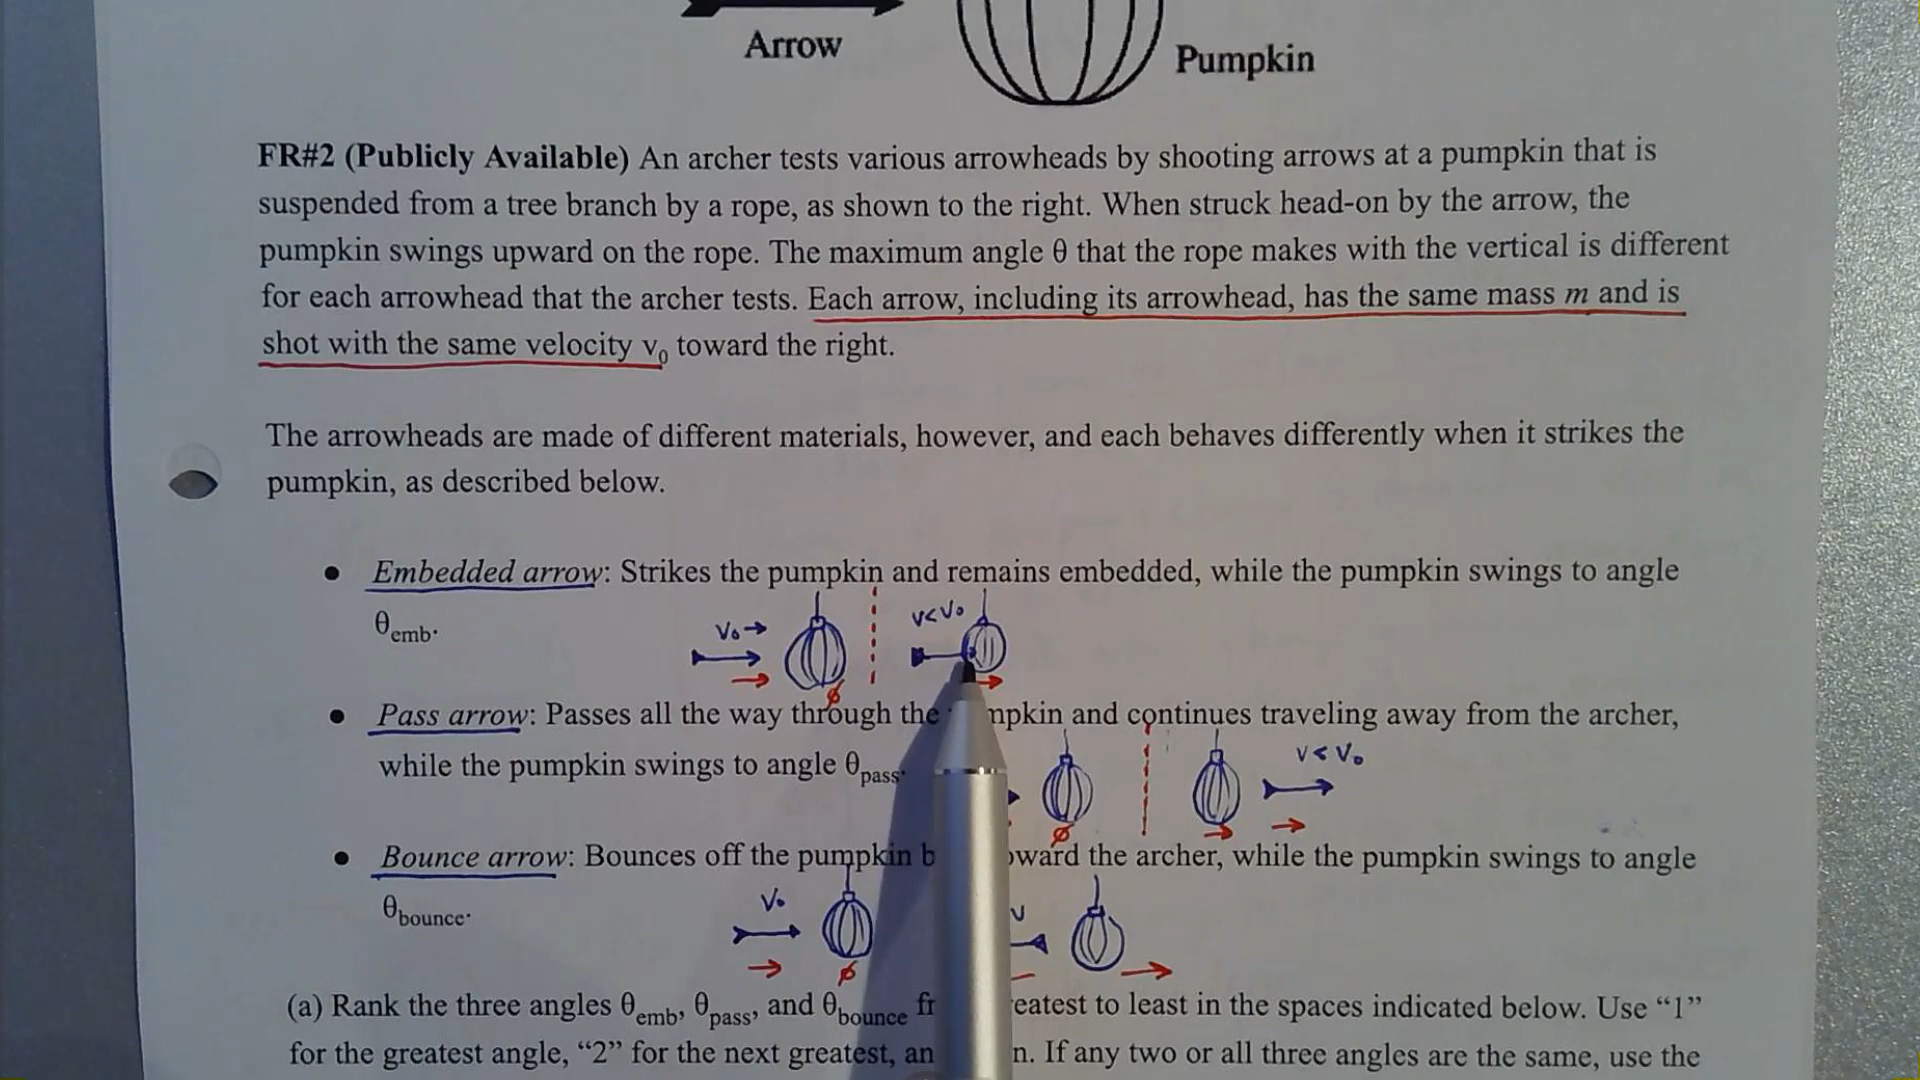 Arrow
Pumpkin
FR#2 (Publicly Available) An archer tests various arrowheads by shooting arrows at a pumpkin that is
suspended from a tree branch by a rope, as shown to the right. When struck head-on by the arrow, the
pumpkin swings upward on the rope. The maximum angle θ that the rope makes with the vertical is different
for each arrowhead that the archer tests. Each arrow, including its arrowhead, has the same mass m and is
shot with the same velocity v₀ toward the right.
The arrowheads are made of different materials, however, and each behaves differently when it strikes the
pumpkin, as described below.
● Embedded arrow: Strikes the pumpkin and remains embedded, while the pumpkin swings to angle
θemb.
V₀→
v<V₀
∅
● Pass arrow: Passes all the way through the mpkin and continues traveling away from the archer,
while the pumpkin swings to angle θpass.
V<V₀
∅
● Bounce arrow: Bounces off the pumpkin b oward the archer, while the pumpkin swings to angle
θbounce.
V₀
v
∅
(a) Rank the three angles θemb, θpass, and θbounce fr eatest to least in the spaces indicated below. Use “1”
for the greatest angle, “2” for the next greatest, an n. If any two or all three angles are the same, use the